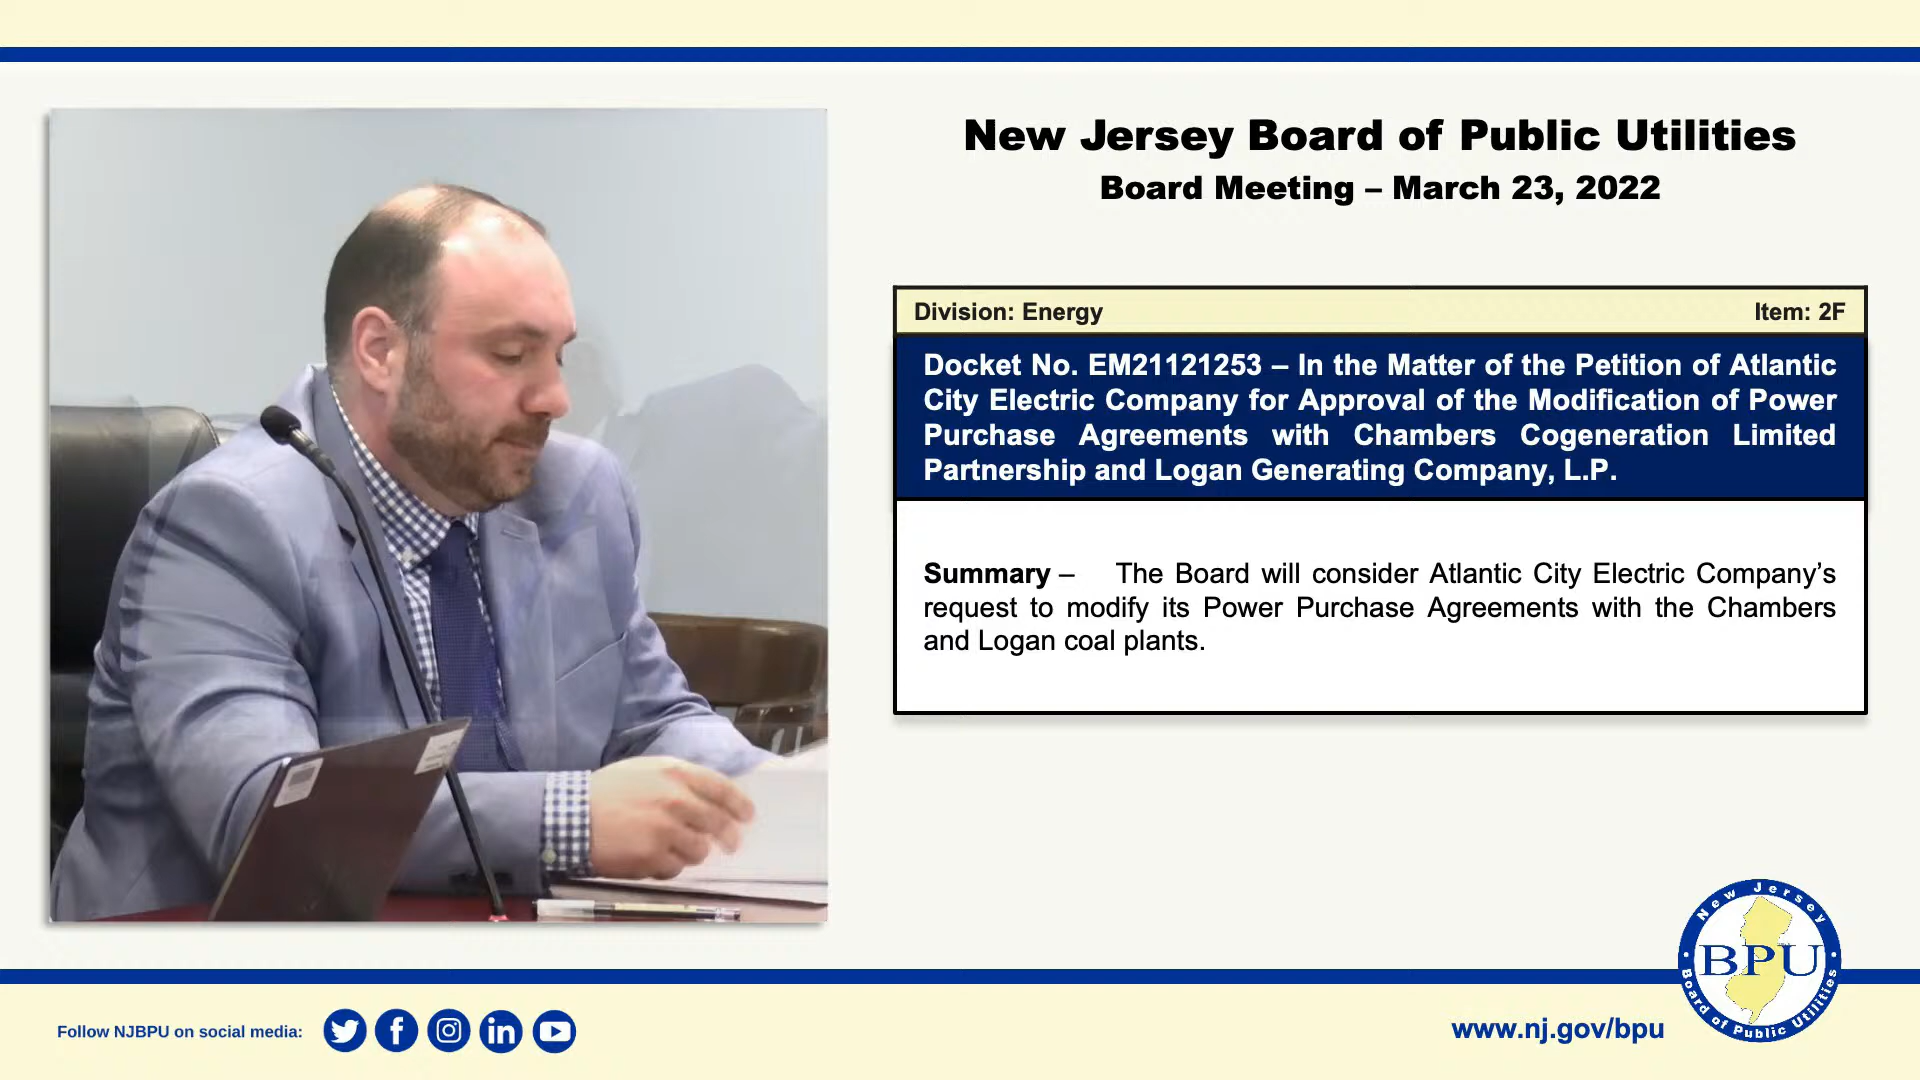 New Jersey Board of Public Utilities
Board Meeting – March 23, 2022
Division: Energy Item: 2F
Docket No. EM21121253 – In the Matter of the Petition of Atlantic
City Electric Company for Approval of the Modification of Power
Purchase Agreements with Chambers Cogeneration Limited
Partnership and Logan Generating Company, L.P.
Summary – The Board will consider Atlantic City Electric Company’s
request to modify its Power Purchase Agreements with the Chambers
and Logan coal plants.
Follow NJBPU on social media:
www.nj.gov/bpu
New Jersey
BPU
Board of Public Utilities